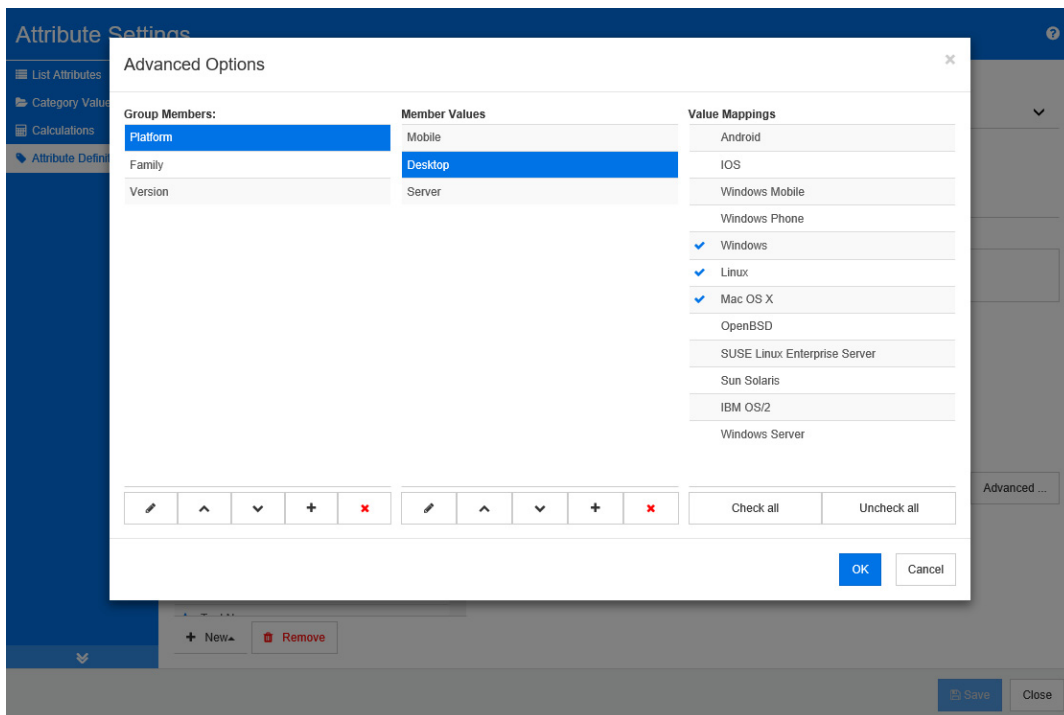 Attribute Settings
List Attributes
Category Value
Calculations
Attribute Defini
Advanced Options
Group Members:
Platform
Family
Version
Member Values
Mobile
Desktop
Server
Value Mappings
Android
IOS
Windows Mobile
Windows Phone
Windows
Linux
Mac OS X
OpenBSD
SUSE Linux Enterprise Server
Sun Solaris
IBM OS/2
Windows Server
Check all
Uncheck all
OK
Cancel
Advanced ...
New
Remove
Save
Close